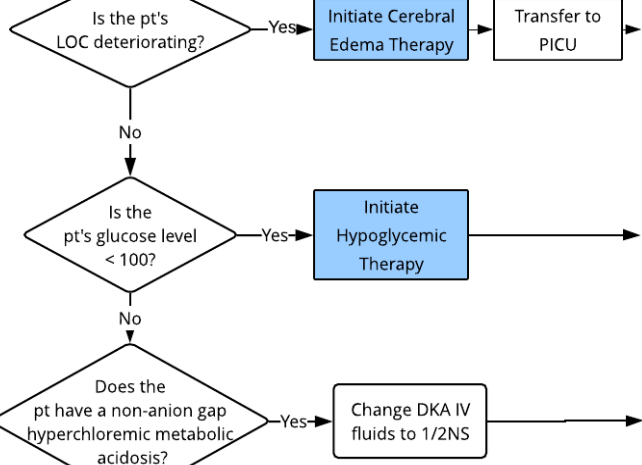 Is the pt's
LOC deteriorating?
Yes
Initiate Cerebral
Edema Therapy
Transfer to
PICU
No
Is the
pt's glucose level
< 100?
Yes
Initiate
Hypoglycemic
Therapy
No
Does the
pt have a non-anion gap
hyperchloremic metabolic
acidosis?
Yes
Change DKA IV
fluids to 1/2NS